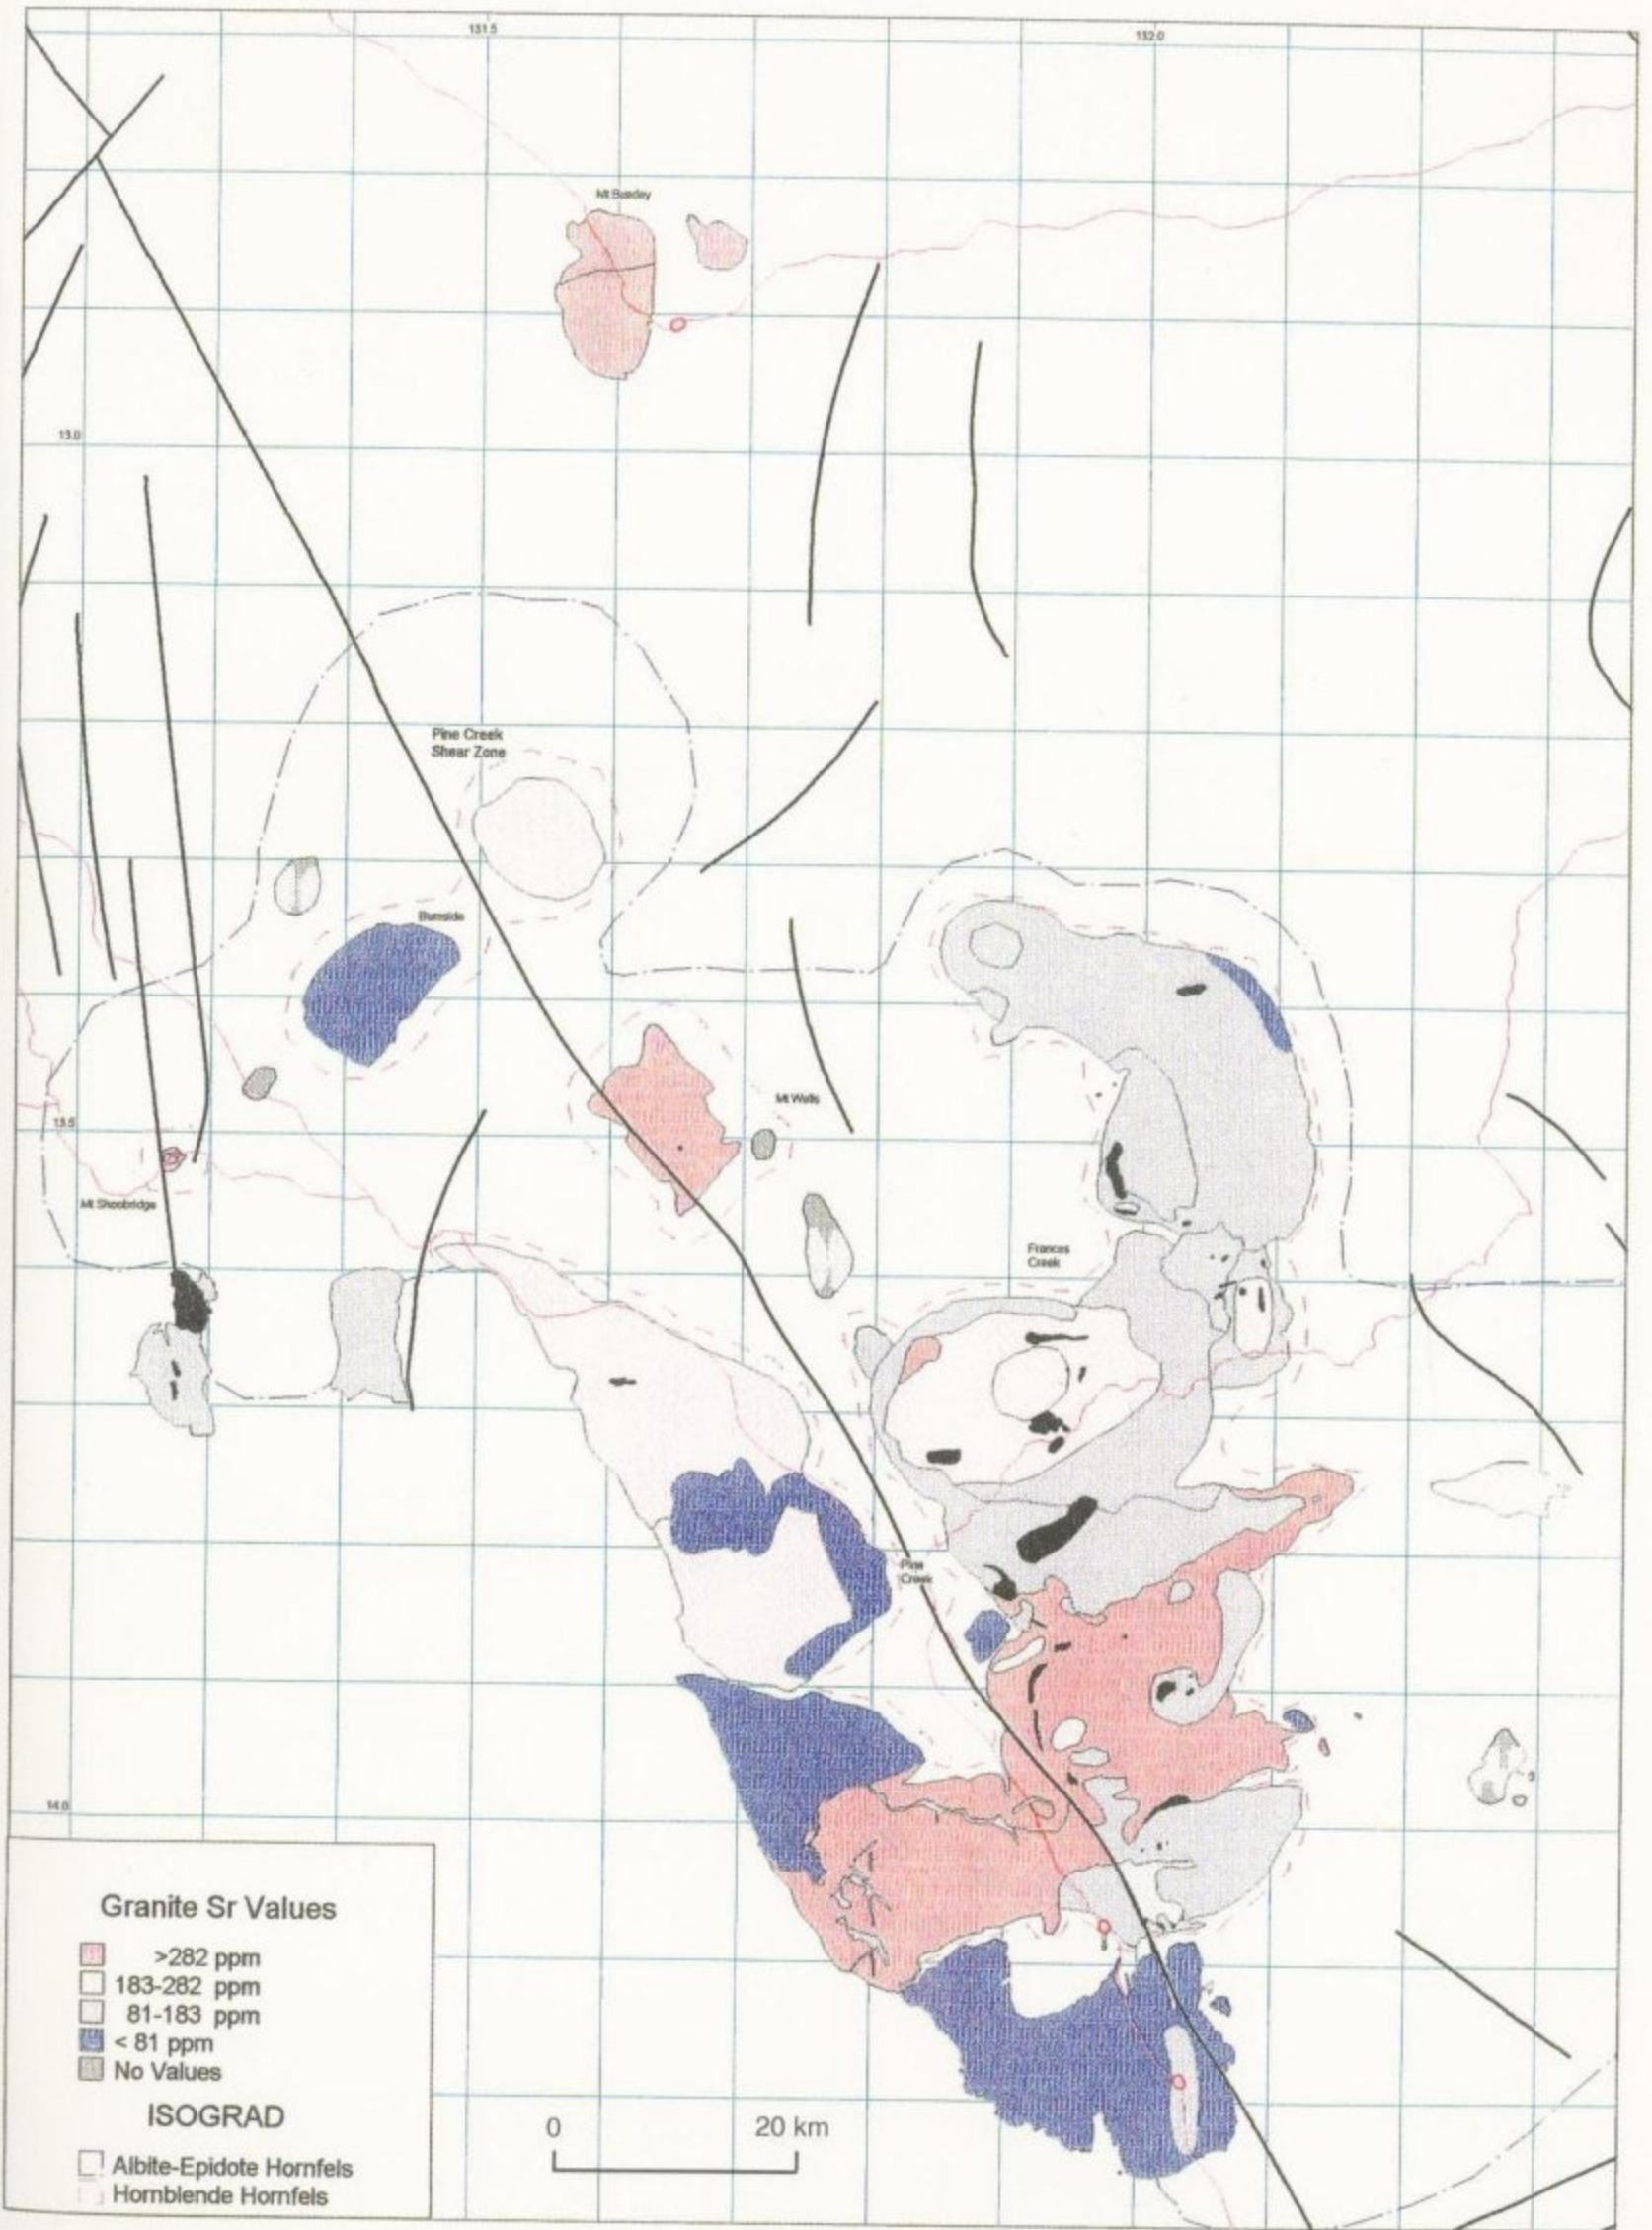 131.5
132.0
13.0
Pine Creek
Shear Zone
Burnside
Mt Wells
13.5
Mt Shoobridge
Frances
Creek
Pine
Creek
14.0
Granite Sr Values
>282 ppm
183-282 ppm
81-183 ppm
< 81 ppm
No Values
ISOGRAD
Albite-Epidote Hornfels
Hornblende Hornfels
0 20 km